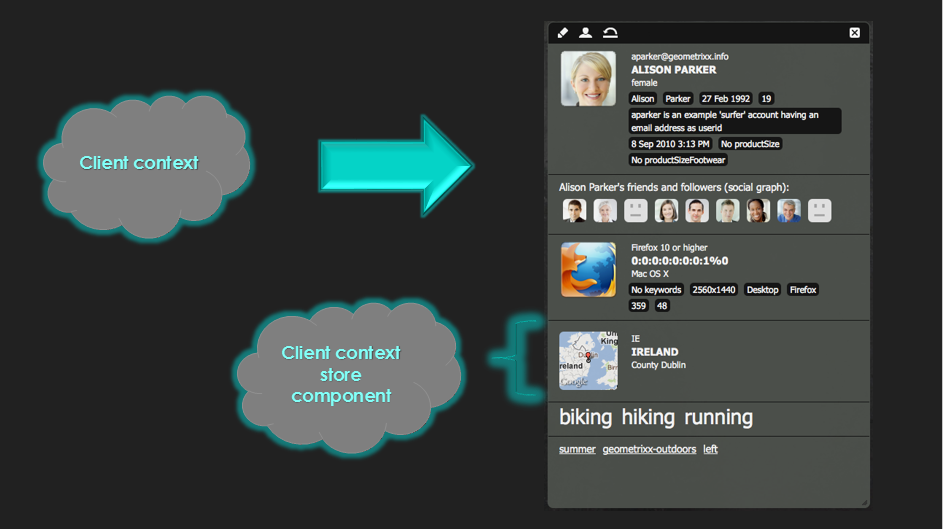 Client context
Client context
store
component
aparker@geometrixx.info
ALISON PARKER
female
Alison Parker 27 Feb 1992 19
aparker is an example 'surfer' account having an
email address as userid
8 Sep 2010 3:13 PM No productSize
No productSizeFootwear
Alison Parker's friends and followers (social graph):
Firefox 10 or higher
0:0:0:0:0:0:0:1%0
Mac OS X
No keywords 2560x1440 Desktop Firefox
359 48
IE
IRELAND
County Dublin
Dublin
reland
Google
biking hiking running
summer geometrixx-outdoors left